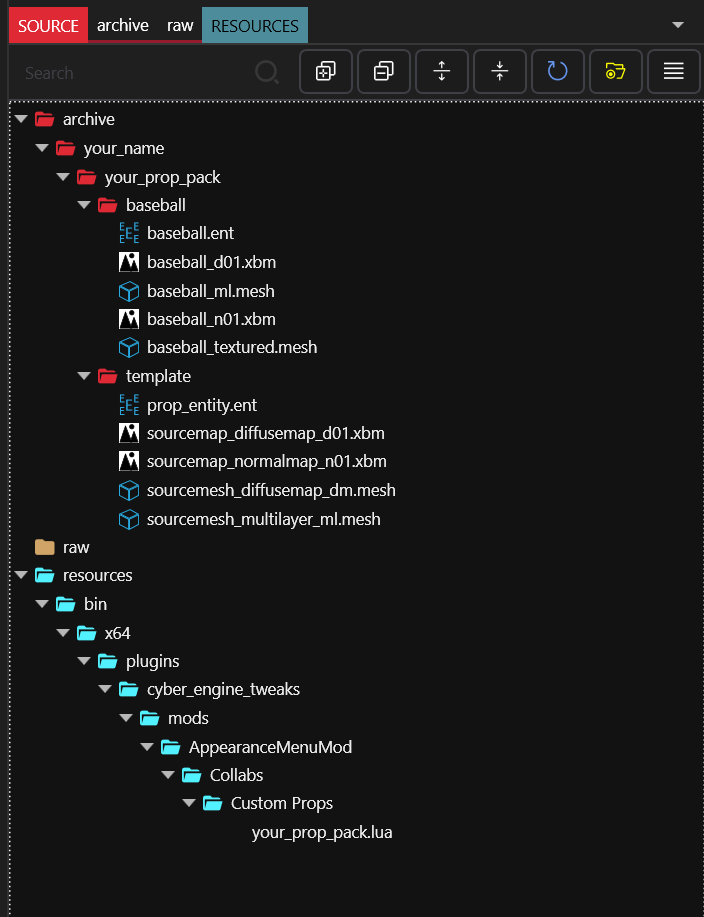 SOURCE archive raw RESOURCES
Search
archive
your_name
your_prop_pack
baseball
baseball.ent
baseball_d01.xbm
baseball_ml.mesh
baseball_n01.xbm
baseball_textured.mesh
template
prop_entity.ent
sourcemap_diffusemap_d01.xbm
sourcemap_normalmap_n01.xbm
sourcemesh_diffusemap_dm.mesh
sourcemesh_multilayer_ml.mesh
raw
resources
bin
x64
plugins
cyber_engine_tweaks
mods
AppearanceMenuMod
Collabs
Custom Props
your_prop_pack.lua